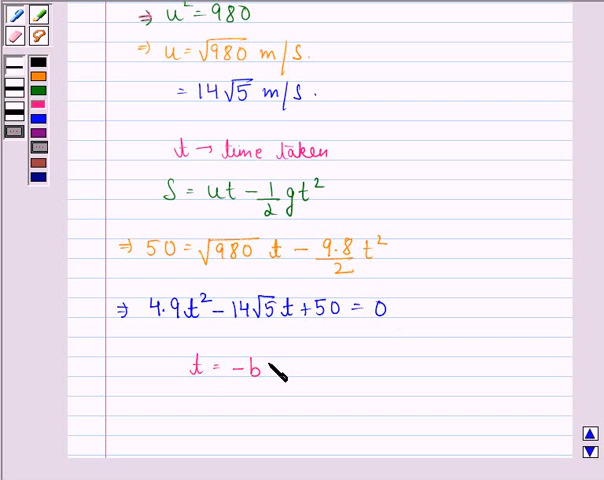 ⇒ u² = 980
⇒ u = √980 m/s.
= 14√5 m/s.
t → time taken
S = ut − 1/2 gt²
⇒ 50 = √980 t − 9.8/2 t²
⇒ 4.9t² − 14√5t + 50 = 0
t = −b